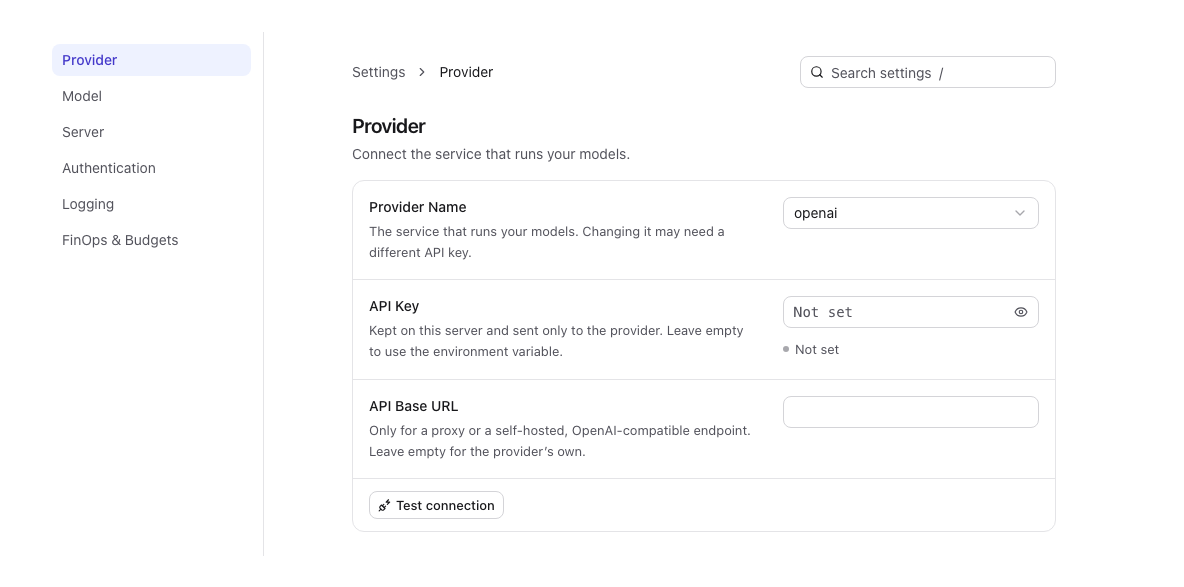 Provider
Model
Server
Authentication
Logging
FinOps & Budgets
Settings > Provider
Search settings /
Provider
Connect the service that runs your models.
Provider Name
The service that runs your models. Changing it may need a
different API key.
openai
API Key
Kept on this server and sent only to the provider. Leave empty
to use the environment variable.
Not set
Not set
API Base URL
Only for a proxy or a self-hosted, OpenAI-compatible endpoint.
Leave empty for the provider's own.
Test connection